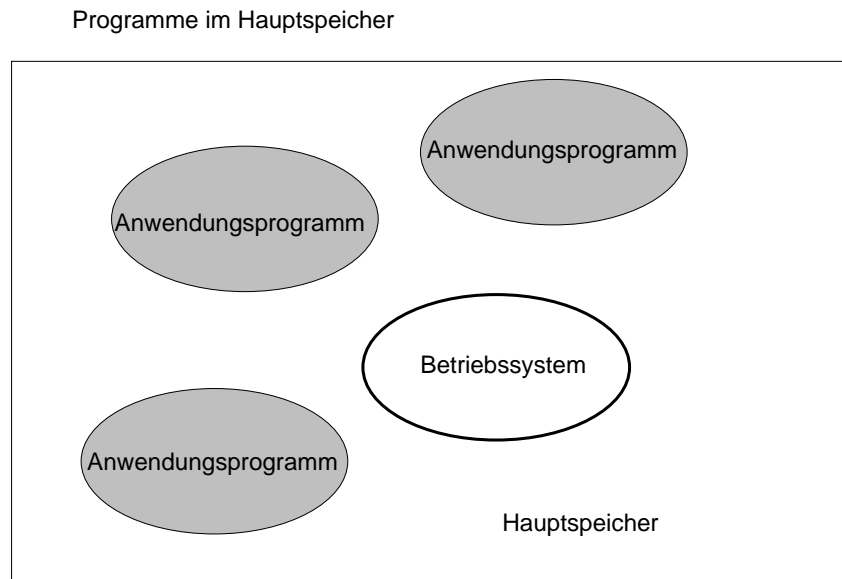 Programme im Hauptspeicher
Anwendungsprogramm
Anwendungsprogramm
Betriebssystem
Anwendungsprogramm
Hauptspeicher